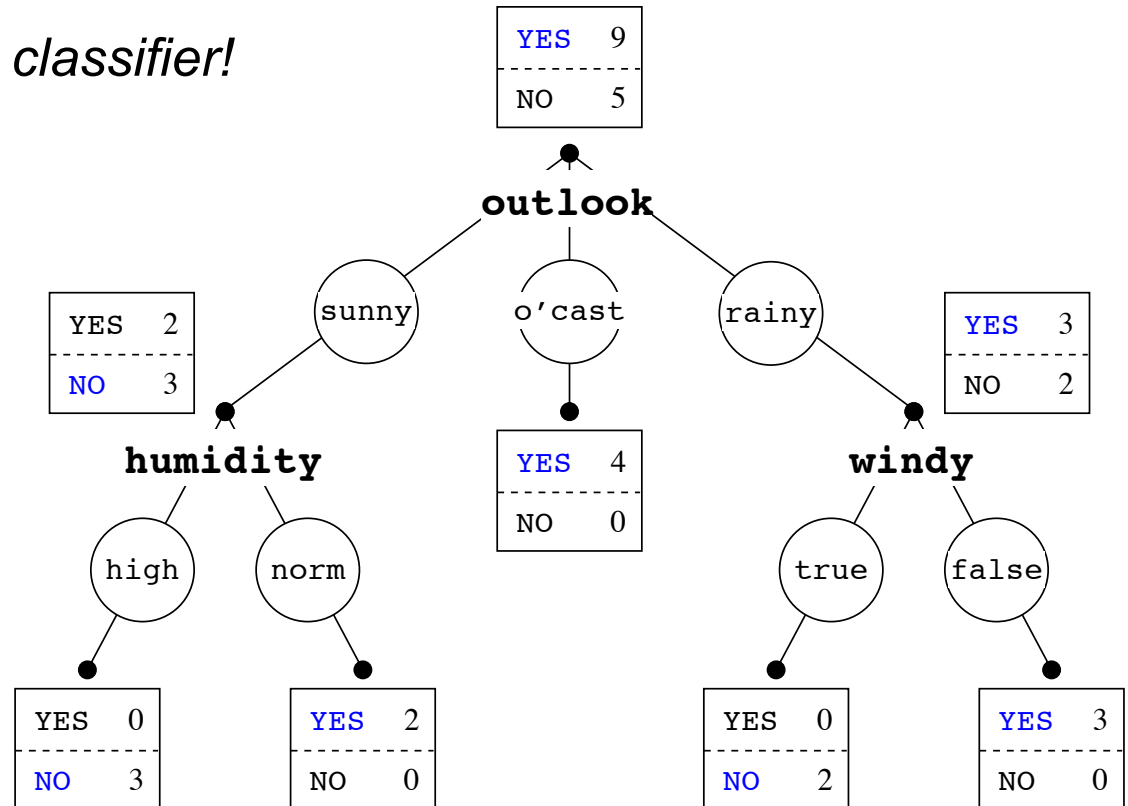 classifier!
YES 9
NO 5
outlook
sunny
o'cast
rainy
YES 2
NO 3
YES 3
NO 2
humidity
YES 4
NO 0
windy
high
norm
true
false
YES 0
NO 3
YES 2
NO 0
YES 0
NO 2
YES 3
NO 0